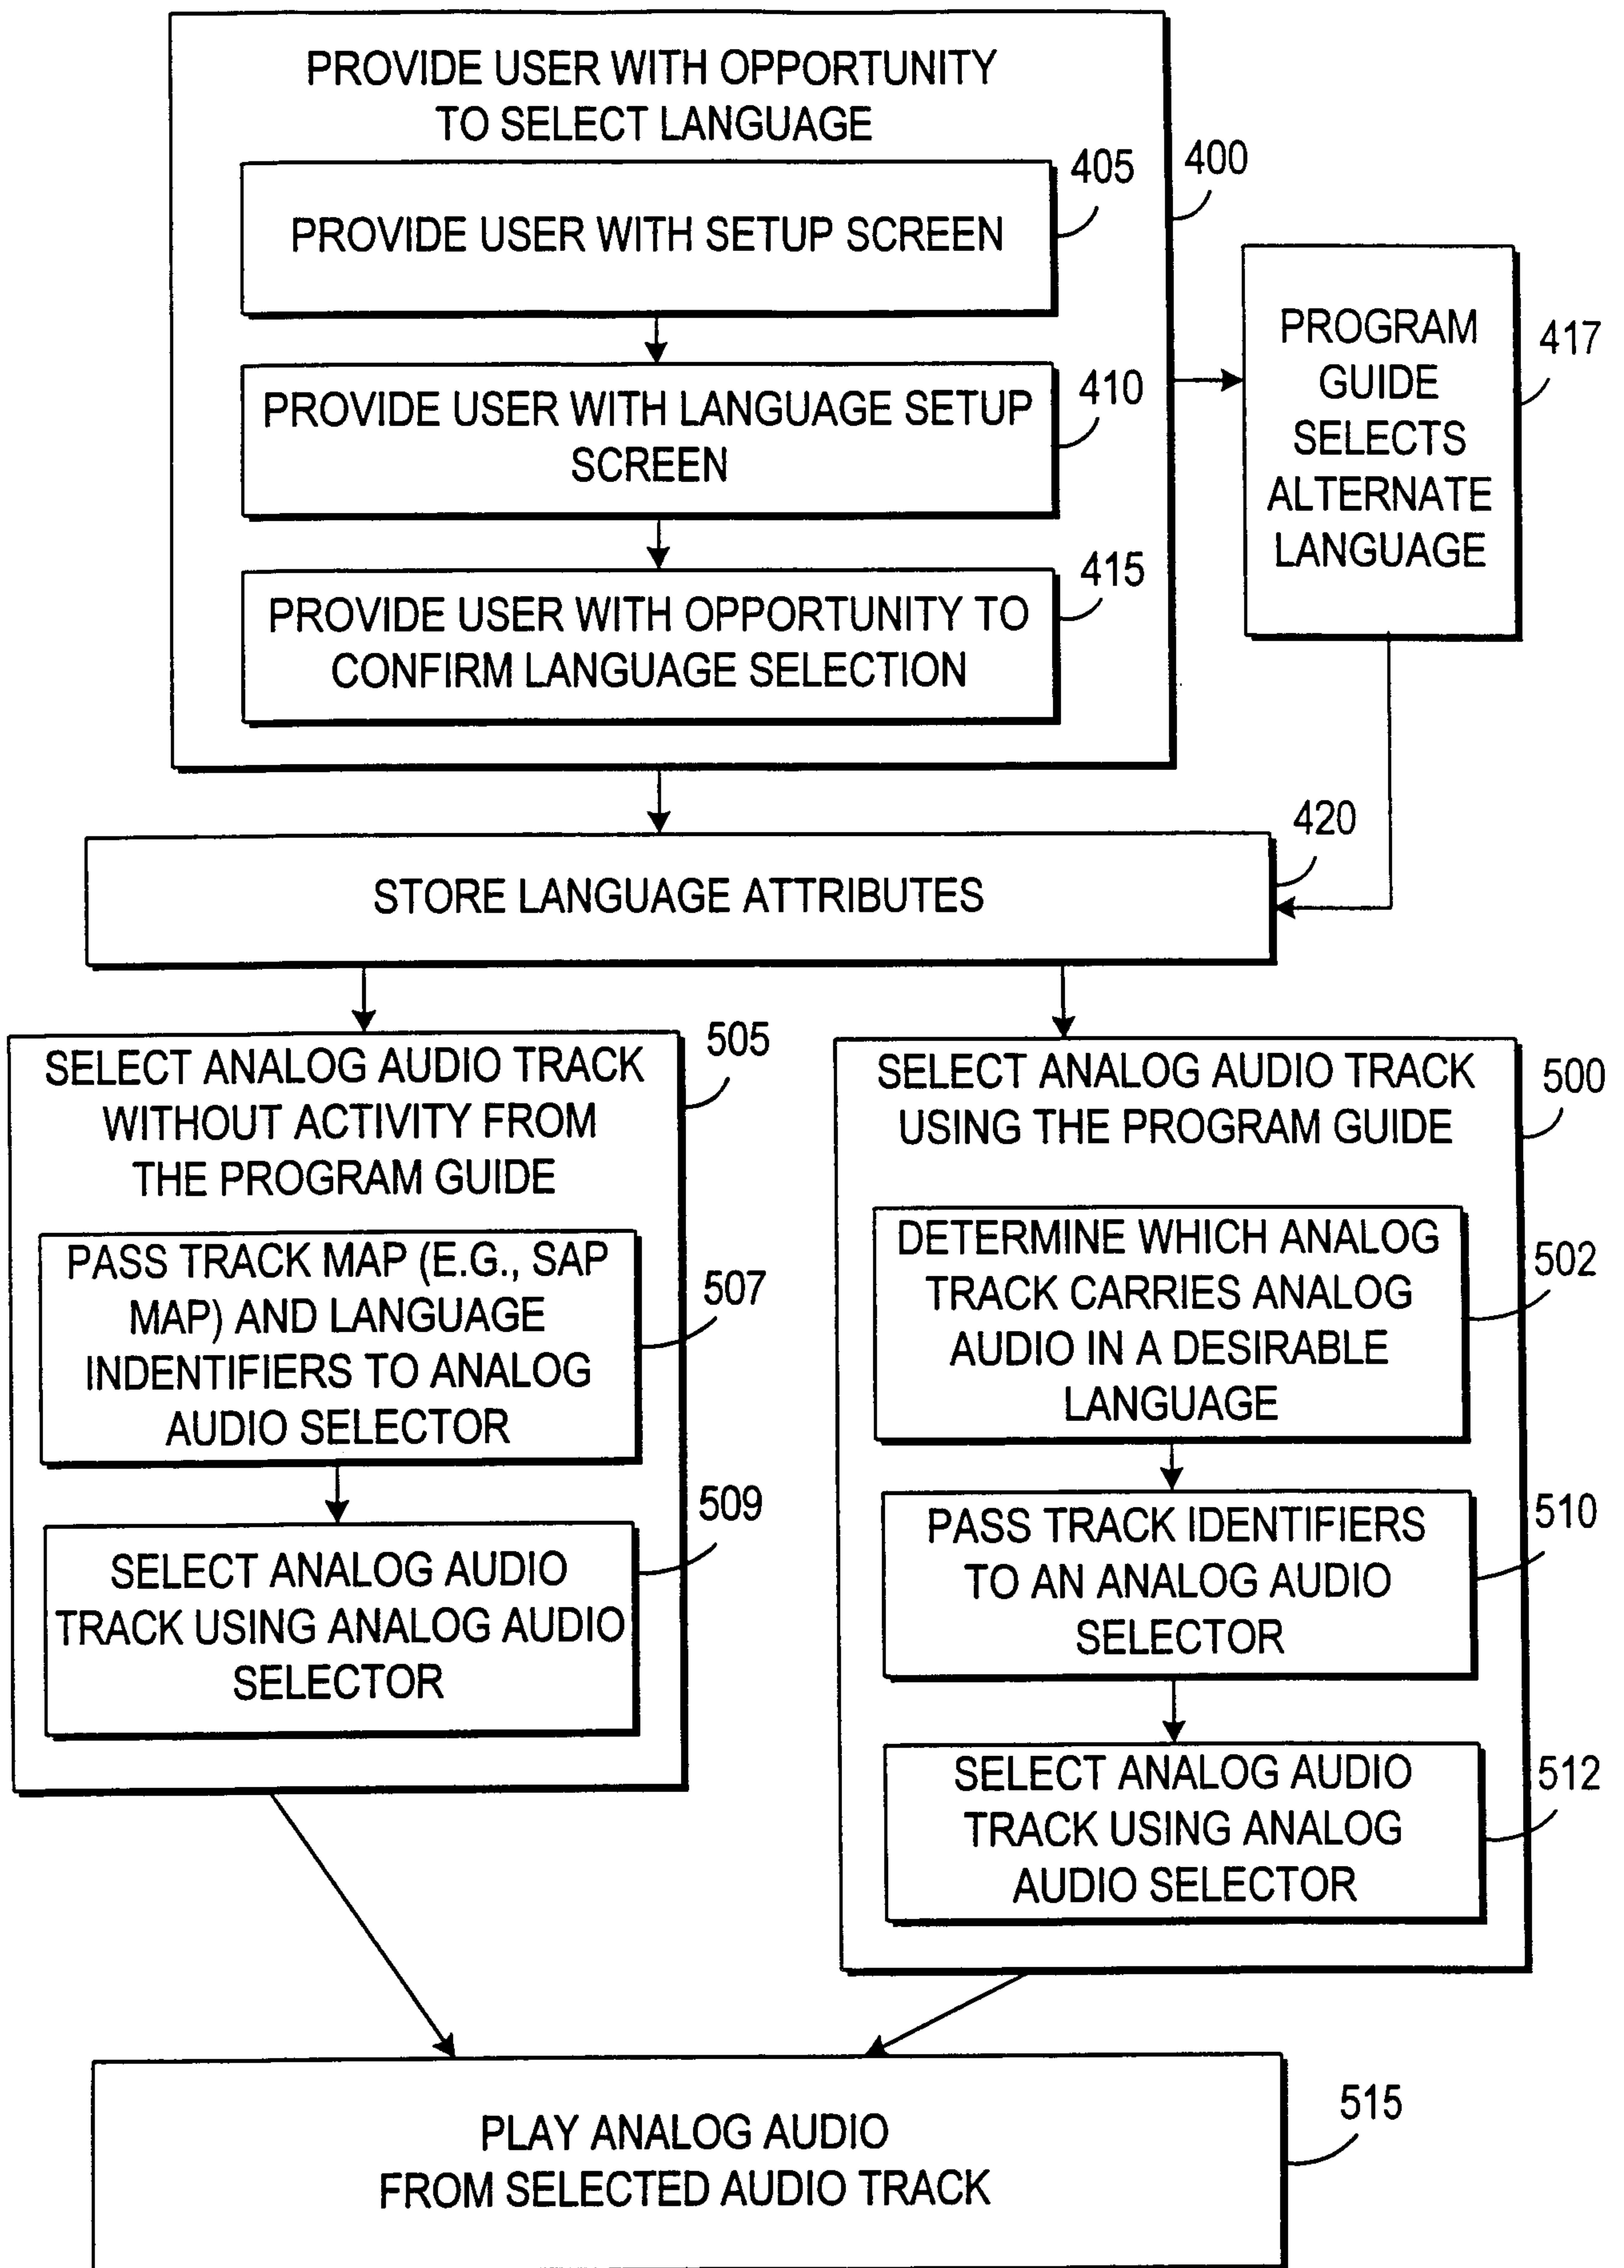 PROVIDE USER WITH OPPORTUNITY
TO SELECT LANGUAGE
400
405
PROVIDE USER WITH SETUP SCREEN
410
PROVIDE USER WITH LANGUAGE SETUP
SCREEN
415
PROVIDE USER WITH OPPORTUNITY TO
CONFIRM LANGUAGE SELECTION
417
PROGRAM
GUIDE
SELECTS
ALTERNATE
LANGUAGE
420
STORE LANGUAGE ATTRIBUTES
505
SELECT ANALOG AUDIO TRACK
WITHOUT ACTIVITY FROM
THE PROGRAM GUIDE
507
PASS TRACK MAP (E.G., SAP
MAP) AND LANGUAGE
INDENTIFIERS TO ANALOG
AUDIO SELECTOR
509
SELECT ANALOG AUDIO
TRACK USING ANALOG AUDIO
SELECTOR
500
SELECT ANALOG AUDIO TRACK
USING THE PROGRAM GUIDE
502
DETERMINE WHICH ANALOG
TRACK CARRIES ANALOG
AUDIO IN A DESIRABLE
LANGUAGE
510
PASS TRACK IDENTIFIERS
TO AN ANALOG AUDIO
SELECTOR
512
SELECT ANALOG AUDIO
TRACK USING ANALOG
AUDIO SELECTOR
515
PLAY ANALOG AUDIO
FROM SELECTED AUDIO TRACK